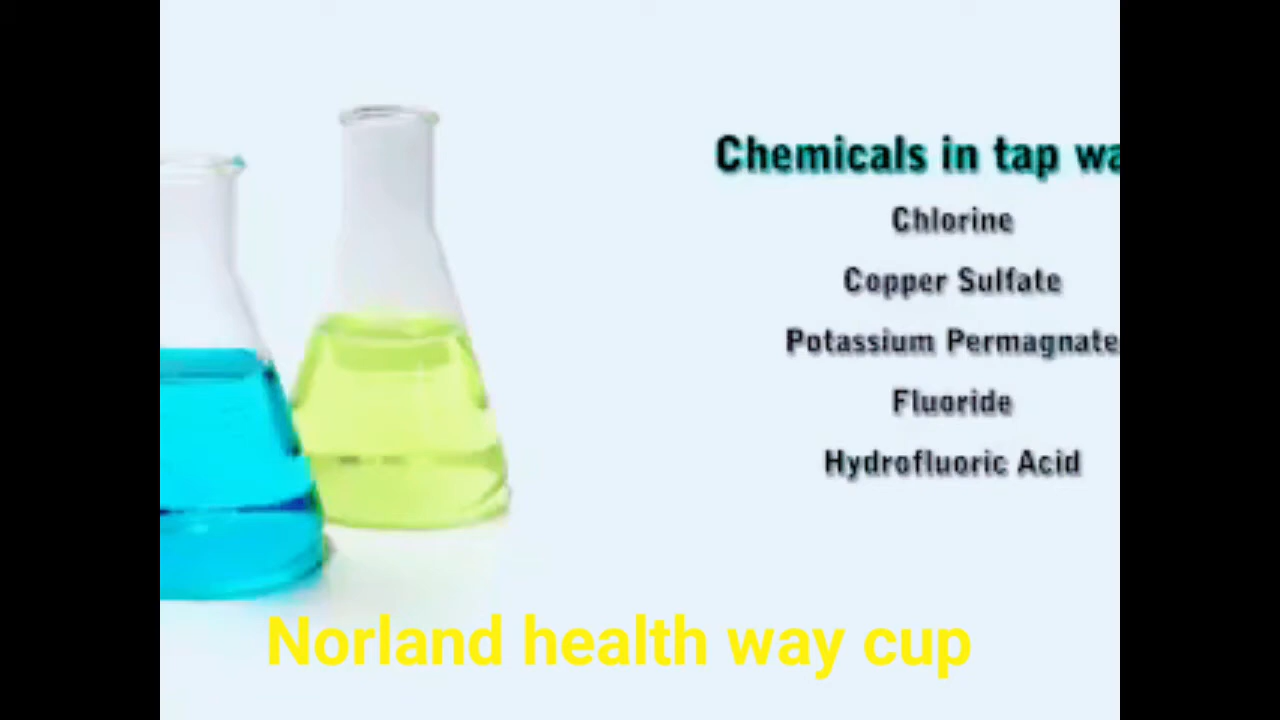 Chemicals in tap wa
Chlorine
Copper Sulfate
Potassium Permagnate
Fluoride
Hydrofluoric Acid
Norland health way cup